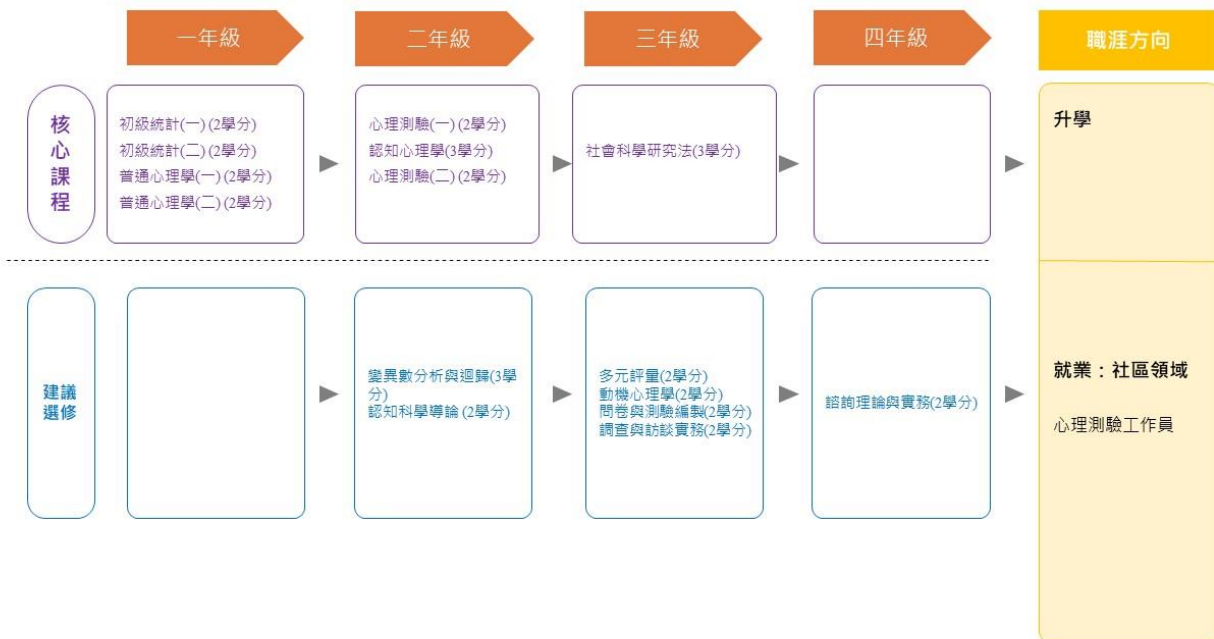 一年級
二年級
三年級
四年級
職涯方向
核心課程
初級統計(一) (2學分)
初級統計(二) (2學分)
普通心理學(一) (2學分)
普通心理學(二) (2學分)
心理測驗(一) (2學分)
認知心理學(3學分)
心理測驗(二) (2學分)
社會科學研究法(3學分)
升學
建議
選修
變異數分析與迴歸(3學
分)
認知科學導論 (2學分)
多元評量(2學分)
動機心理學(2學分)
問卷與測驗編製(2學分)
調查與訪談實務(2學分)
諮詢理論與實務(2學分)
就業：社區領域
心理測驗工作員